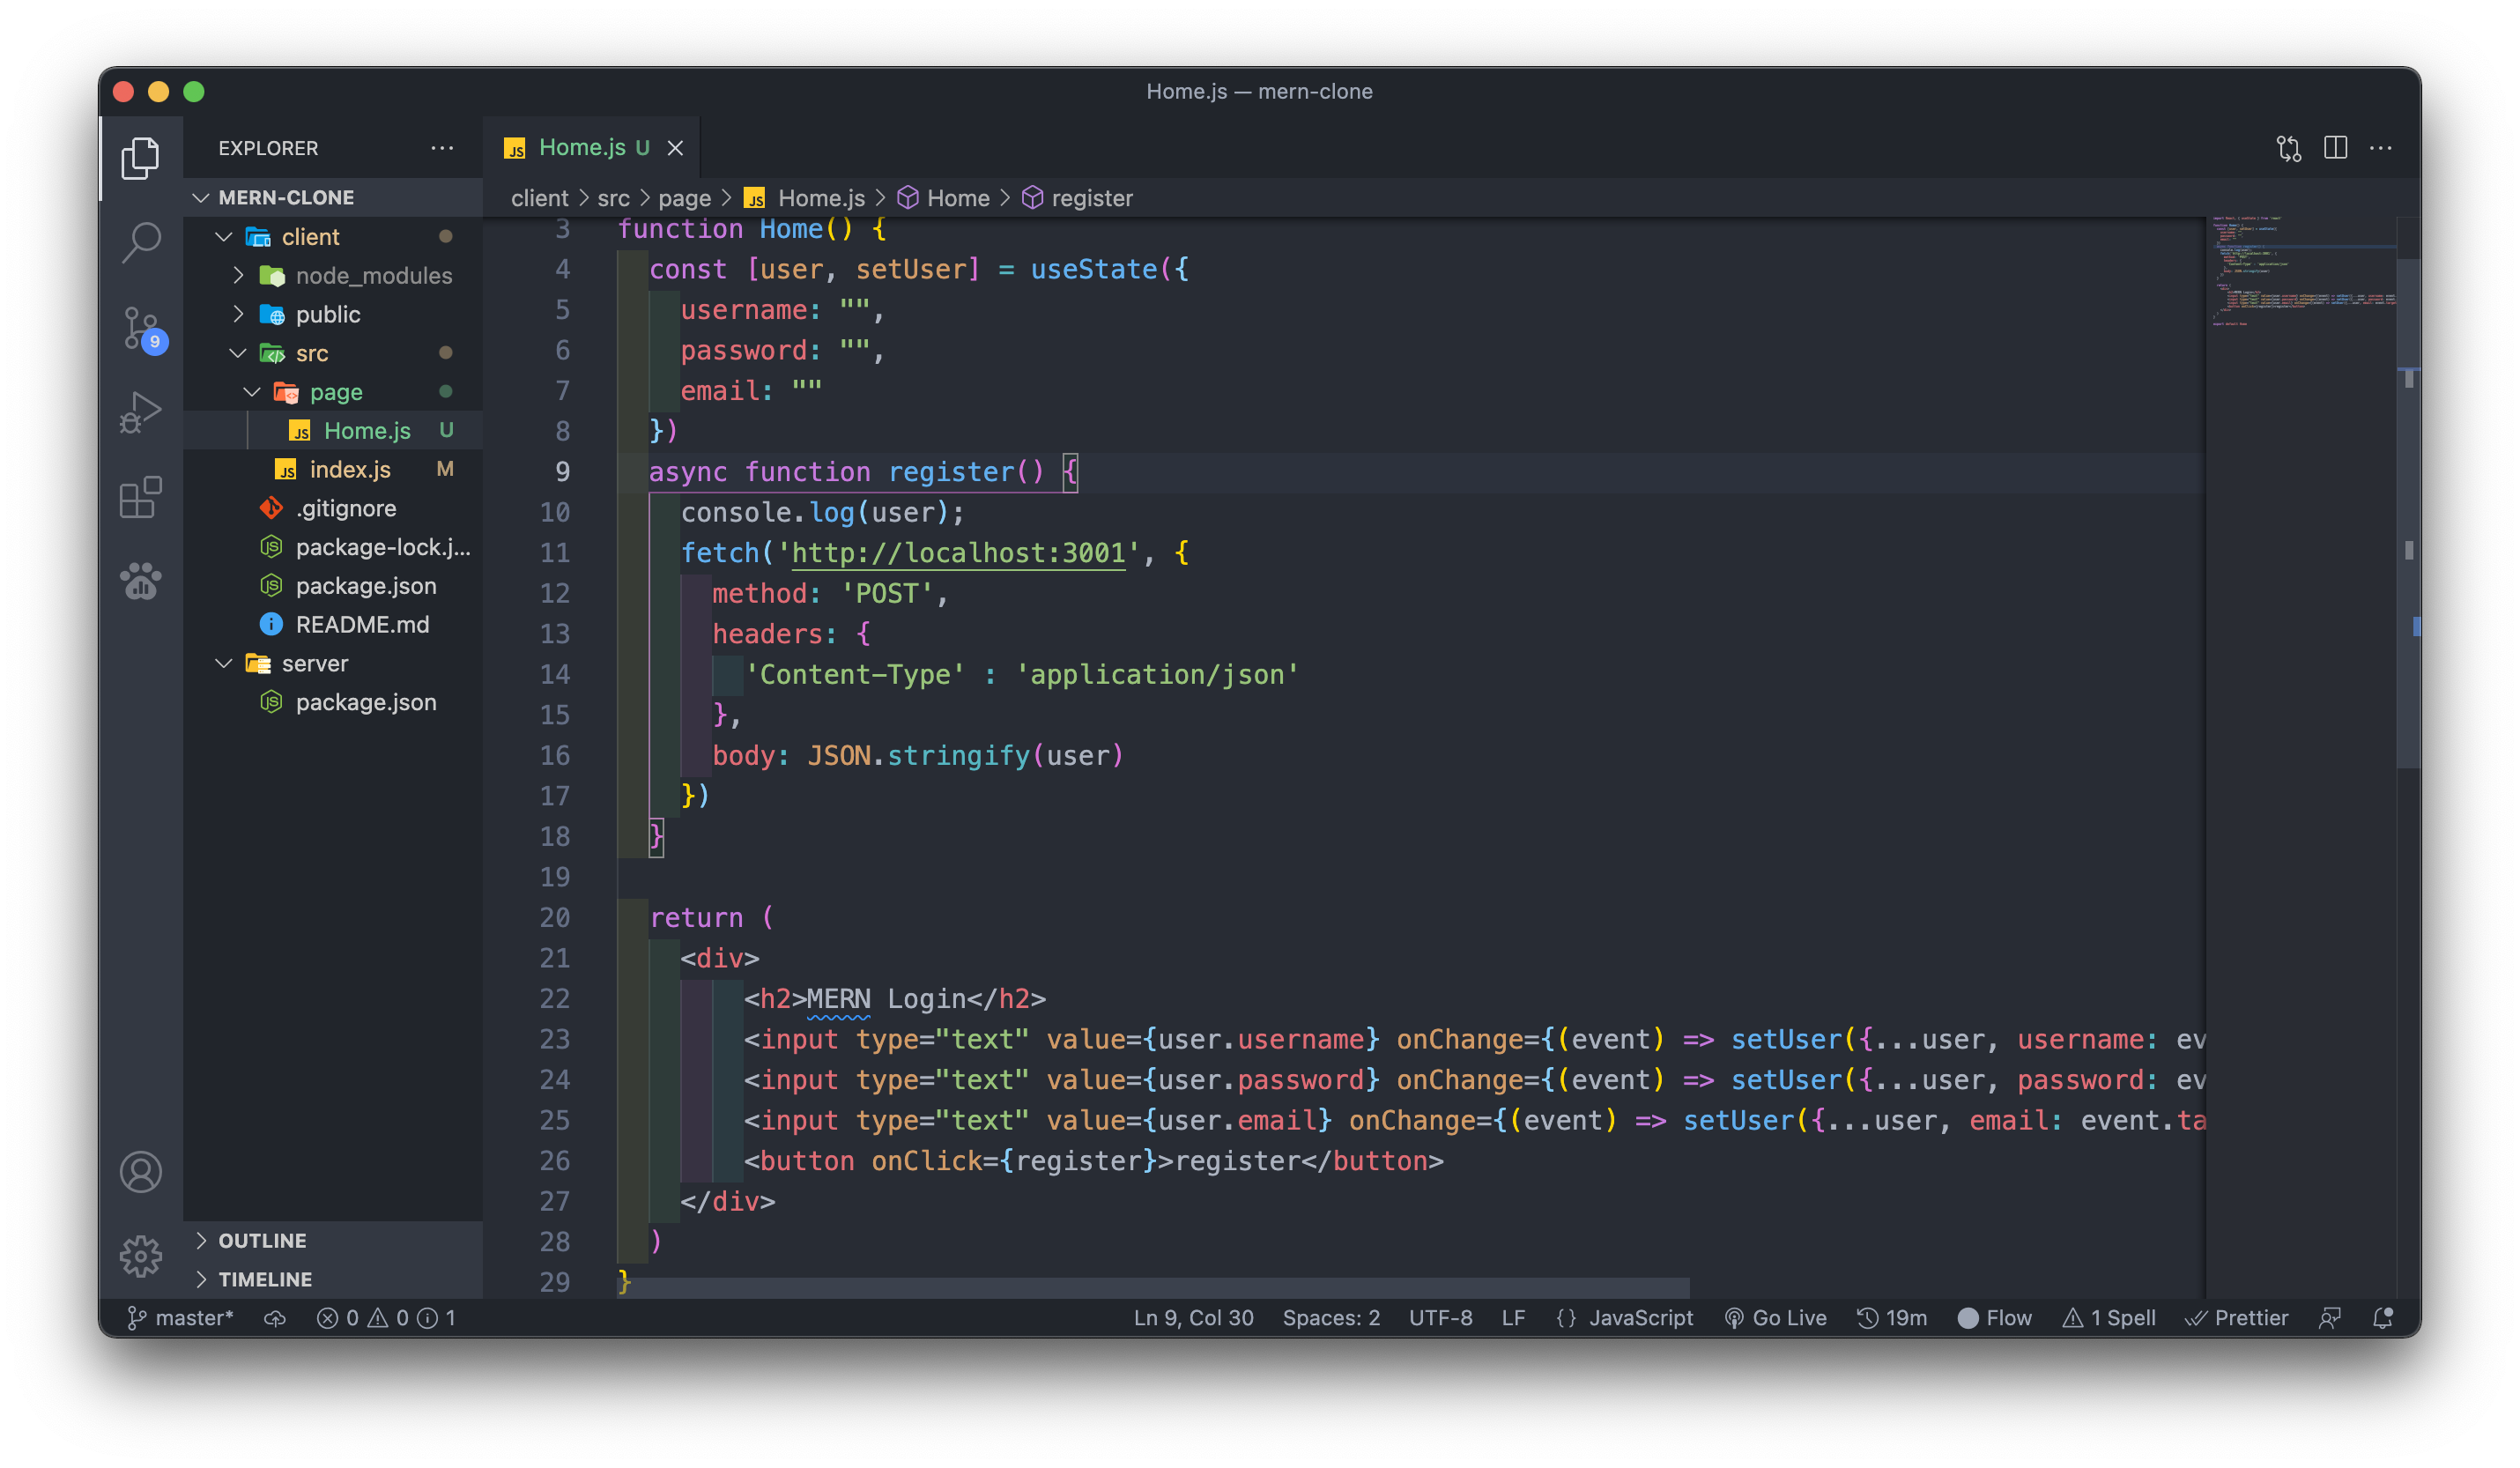 Home.js — mern-clone
EXPLORER
MERN-CLONE
client
node_modules
public
src
page
Home.js U
index.js M
.gitignore
package-lock.j...
package.json
README.md
server
package.json
OUTLINE
TIMELINE
9
JS Home.js U
client > src > page > JS Home.js > Home > register
3 function Home() {
4 const [user, setUser] = useState({
5 username: "",
6 password: "",
7 email: ""
8 })
9 async function register() {
10 console.log(user);
11 fetch('http://localhost:3001', {
12 method: 'POST',
13 headers: {
14 'Content-Type' : 'application/json'
15 },
16 body: JSON.stringify(user)
17 })
18 }
19
20 return (
21 <div>
22 <h2>MERN Login</h2>
23 <input type="text" value={user.username} onChange={(event) => setUser({...user, username: ev
24 <input type="text" value={user.password} onChange={(event) => setUser({...user, password: ev
25 <input type="text" value={user.email} onChange={(event) => setUser({...user, email: event.ta
26 <button onClick={register}>register</button>
27 </div>
28 )
29 }
master* 0 0 1 Ln 9, Col 30 Spaces: 2 UTF-8 LF {} JavaScript Go Live 19m Flow 1 Spell Prettier